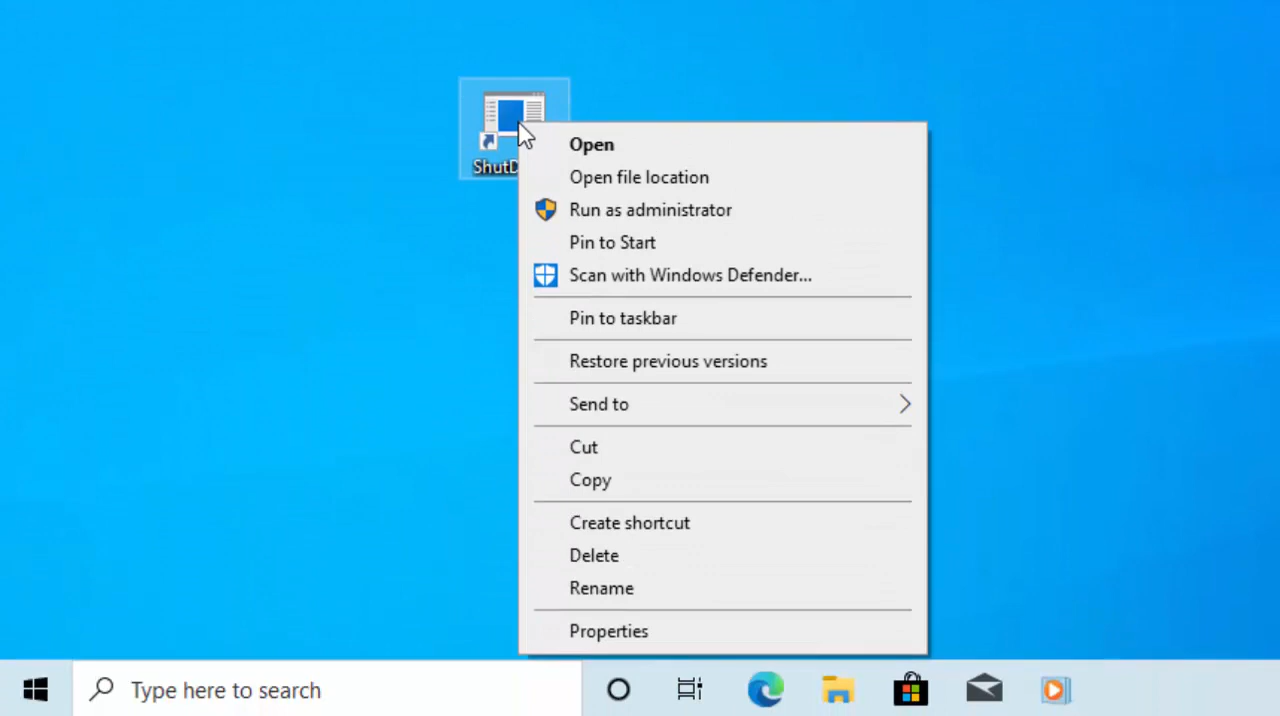 Open
Open file location
Run as administrator
Pin to Start
Scan with Windows Defender...
Pin to taskbar
Restore previous versions
Send to
Cut
Copy
Create shortcut
Delete
Rename
Properties
Type here to search